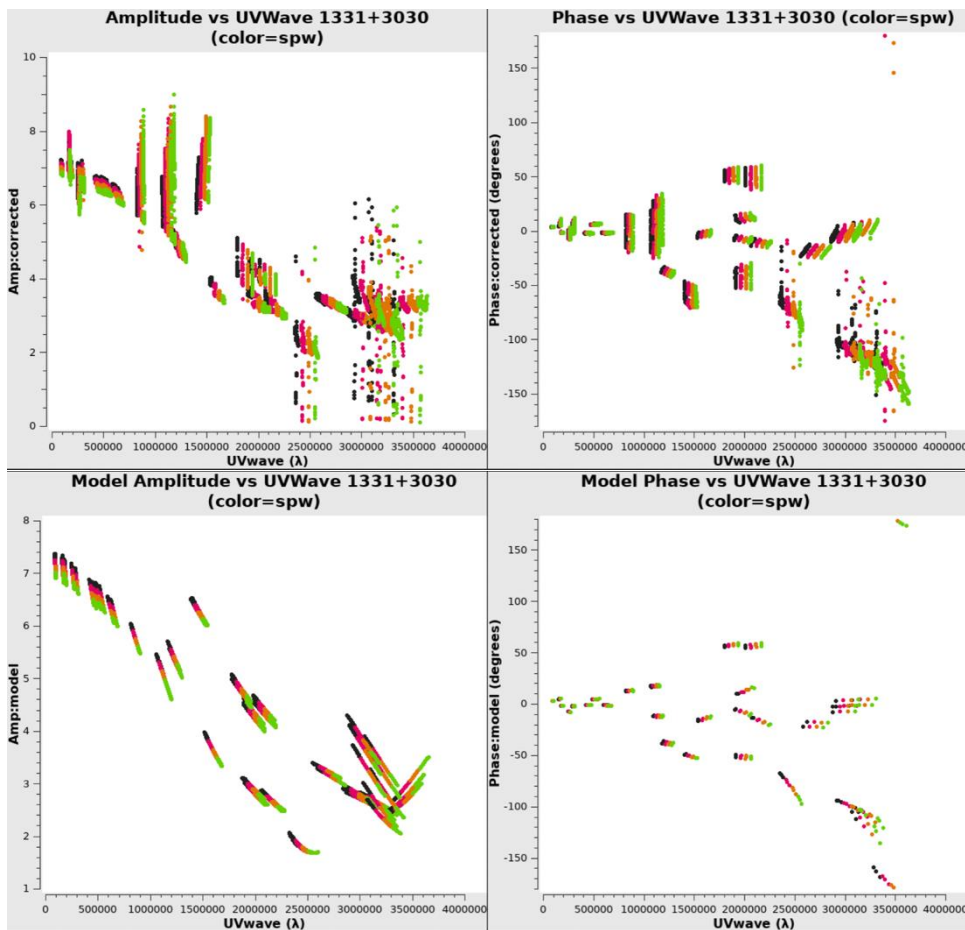 Amplitude vs UVWave 1331+3030
(color=spw)
10
8
6
4
2
0
Amp:corrected
0 500000 1000000 1500000 2000000 2500000 3000000 3500000 4000000
UVwave (λ)
Phase vs UVWave 1331+3030 (color=spw)
150
100
50
0
-50
-100
-150
Phase:corrected (degrees)
0 500000 1000000 1500000 2000000 2500000 3000000 3500000 4000000
UVwave (λ)
Model Amplitude vs UVWave 1331+3030
(color=spw)
8
7
6
5
4
3
2
1
Amp:model
0 500000 1000000 1500000 2000000 2500000 3000000 3500000 4000000
UVwave (λ)
Model Phase vs UVWave 1331+3030
(color=spw)
150
100
50
0
-50
-100
-150
Phase:model (degrees)
0 500000 1000000 1500000 2000000 2500000 3000000 3500000 4000000
UVwave (λ)